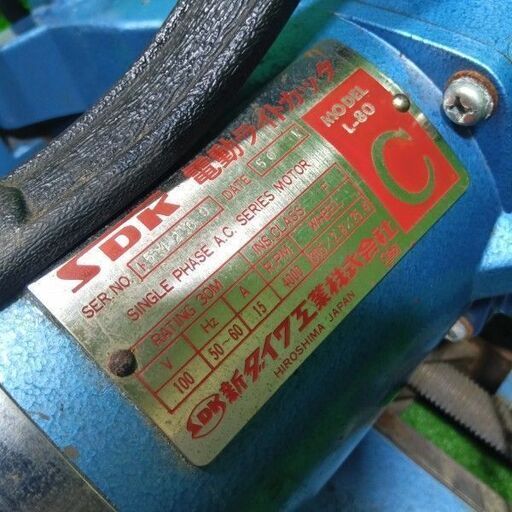 SDK 電動ライトカッタ
MODEL
L-80
C
SER.NO. DATE
SINGLE PHASE A.C. SERIES MOTOR
RATING 30M INS.CLASS E
V Hz A R.P.M WHEEL
100 50-60 15
SDK 新ダイワ工業株式会社
HIROSHIMA JAPAN